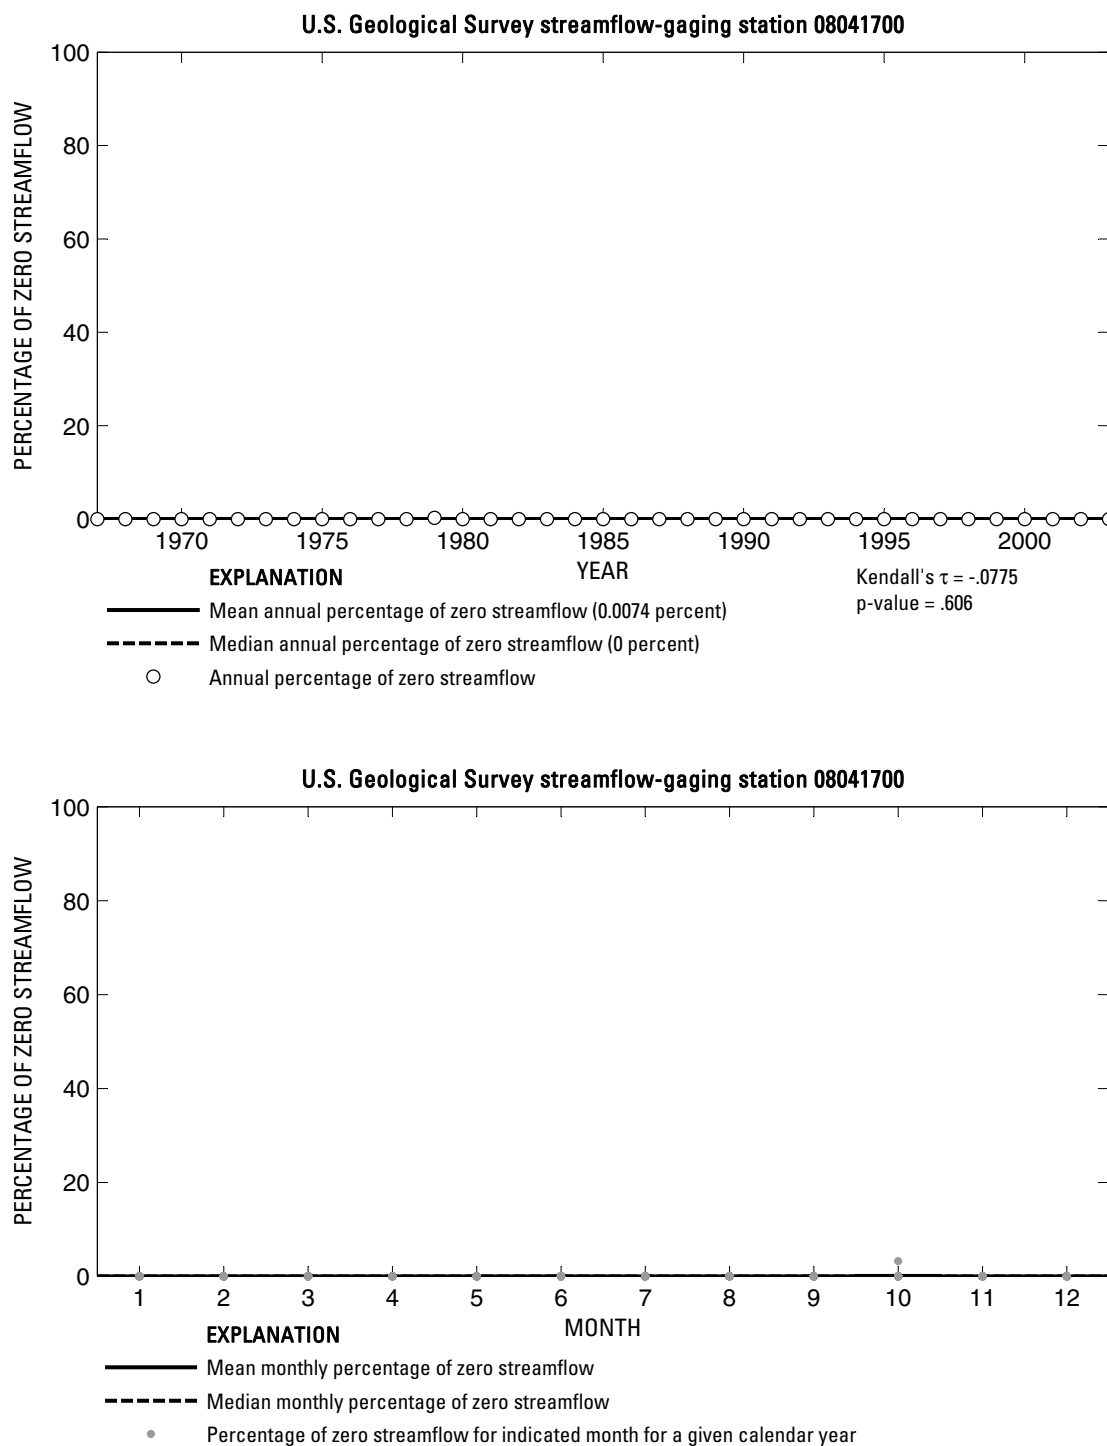 U.S. Geological Survey streamflow-gaging station 08041700
100
80
60
40
20
0
PERCENTAGE OF ZERO STREAMFLOW
1970 1975 1980 1985 1990 1995 2000
YEAR
EXPLANATION
Mean annual percentage of zero streamflow (0.0074 percent)
Median annual percentage of zero streamflow (0 percent)
Annual percentage of zero streamflow
Kendall's τ = -.0775
p-value = .606
U.S. Geological Survey streamflow-gaging station 08041700
100
80
60
40
20
0
PERCENTAGE OF ZERO STREAMFLOW
1 2 3 4 5 6 7 8 9 10 11 12
MONTH
EXPLANATION
Mean monthly percentage of zero streamflow
Median monthly percentage of zero streamflow
Percentage of zero streamflow for indicated month for a given calendar year